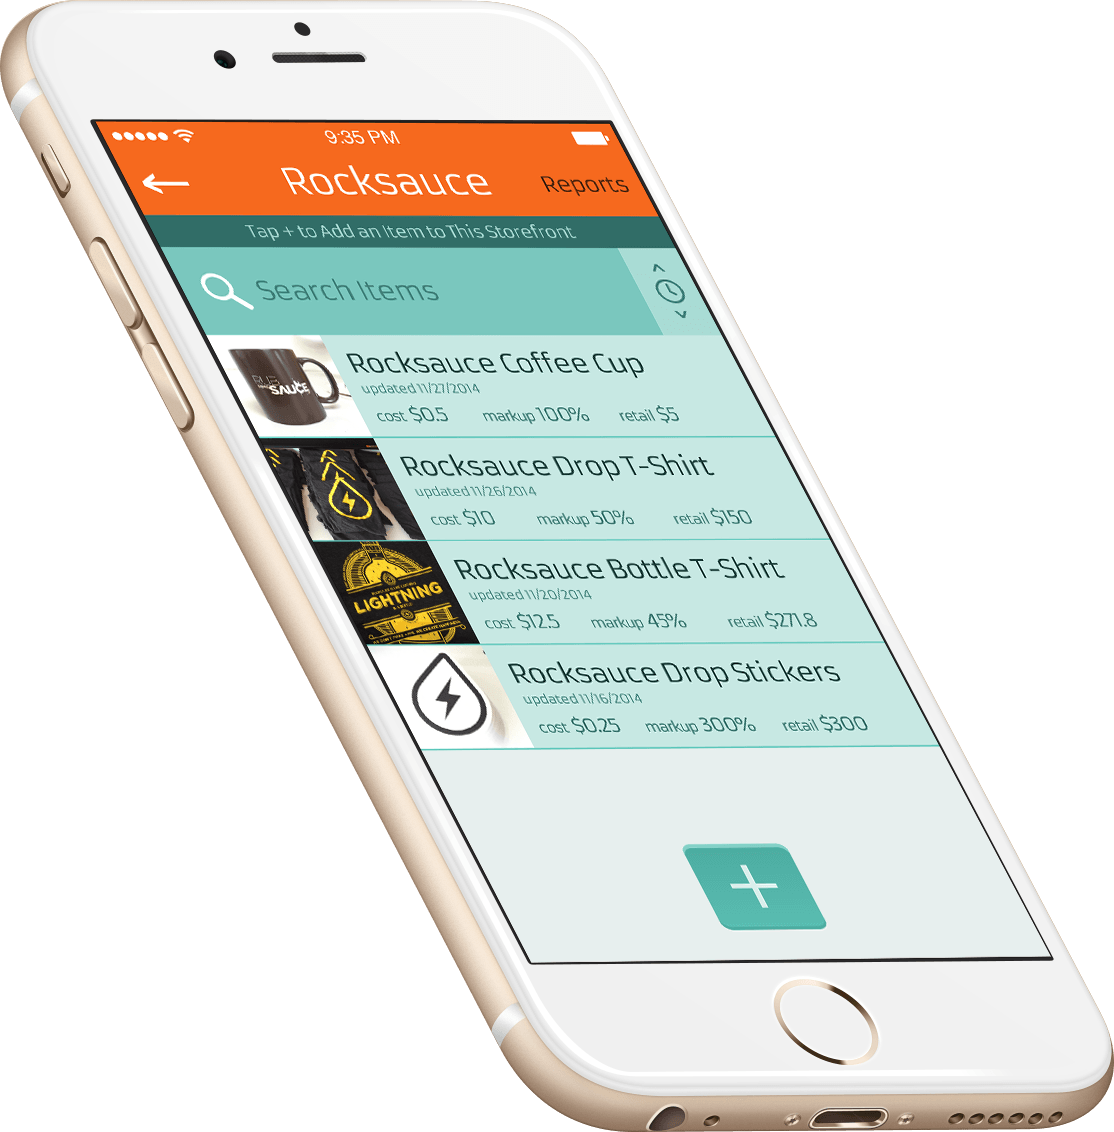 9:35 PM
Rocksauce
Reports
Tap + to Add an Item to This Storefront
Search Items
Rocksauce Coffee Cup
updated 11/27/2014
cost $0.5 markup 100% retail $5
SAUCE
Rocksauce Drop T-Shirt
updated 11/26/2014
cost $10 markup 50% retail $150
Rocksauce Bottle T-Shirt
updated 11/20/2014
cost $12.5 markup 45% retail $271.8
LIGHTNING
Rocksauce Drop Stickers
updated 11/16/2014
cost $0.25 markup 300% retail $300
+